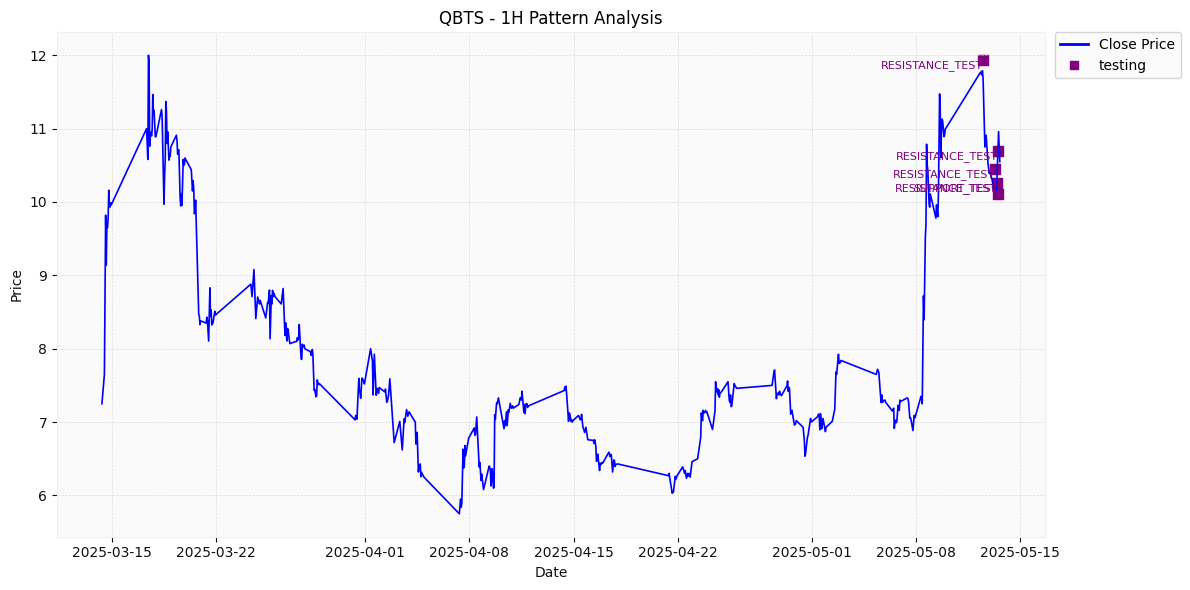 QBTS - 1H Pattern Analysis
Close Price
testing
Price
12
11
10
9
8
7
6
RESISTANCE_TEST
RESISTANCE_TEST
RESISTANCE_TEST
RESISTANCE_TEST
SUPPORT_TEST
2025-03-15 2025-03-22 2025-04-01 2025-04-08 2025-04-15 2025-04-22 2025-05-01 2025-05-08 2025-05-15
Date